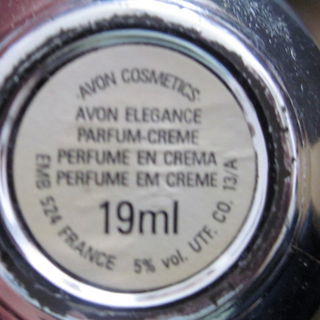 AVON COSMETICS
AVON ELEGANCE
PARFUM-CREME
PERFUME EN CREMA
PERFUME EM CREME
19ml
EMB 524 FRANCE 5% vol. UTF. CO. 13/A